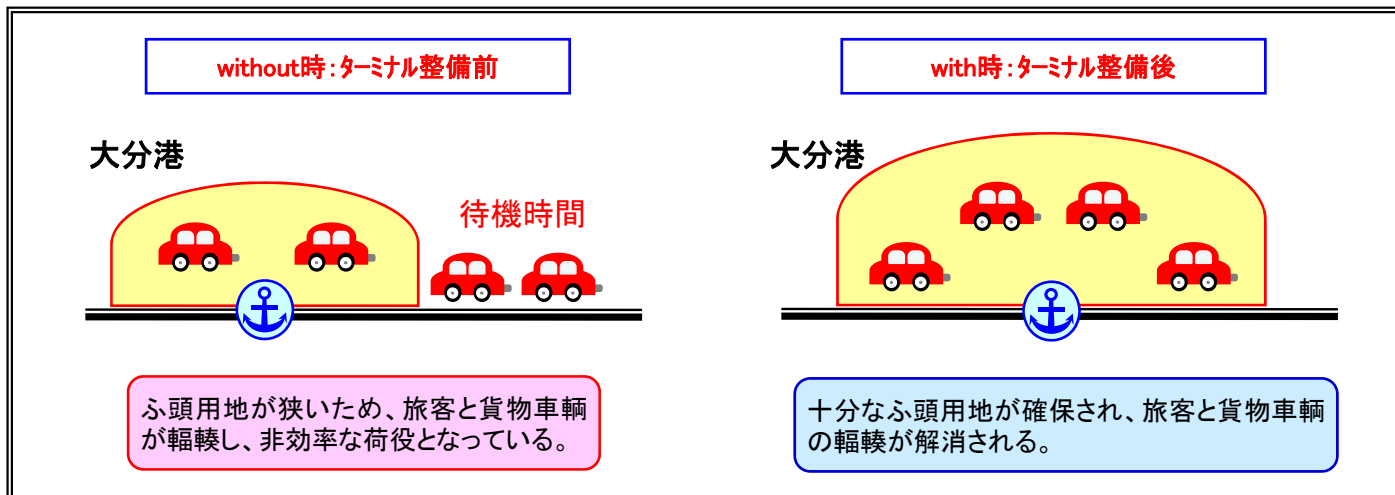 without時：ターミナル整備前
大分港
待機時間
ふ頭用地が狭いため、旅客と貨物車輌
が輻輳し、非効率な荷役となっている。
with時：ターミナル整備後
大分港
十分なふ頭用地が確保され、旅客と貨物車輌
の輻輳が解消される。